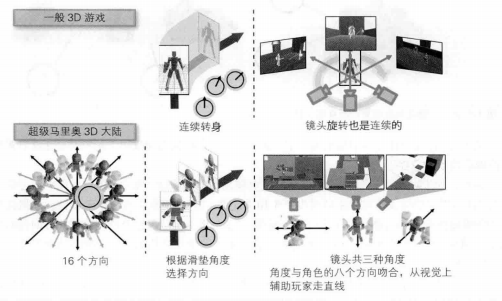 一般 3D 游戏
连续转身
镜头旋转也是连续的
超级马里奥 3D 大陆
16 个方向
根据滑垫角度
选择方向
镜头共三种角度
角度与角色的八个方向吻合，从视觉上
辅助玩家走直线